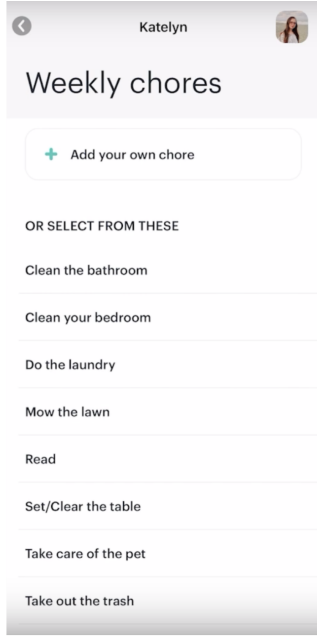 Katelyn
Weekly chores
+ Add your own chore
OR SELECT FROM THESE
Clean the bathroom
Clean your bedroom
Do the laundry
Mow the lawn
Read
Set/Clear the table
Take care of the pet
Take out the trash